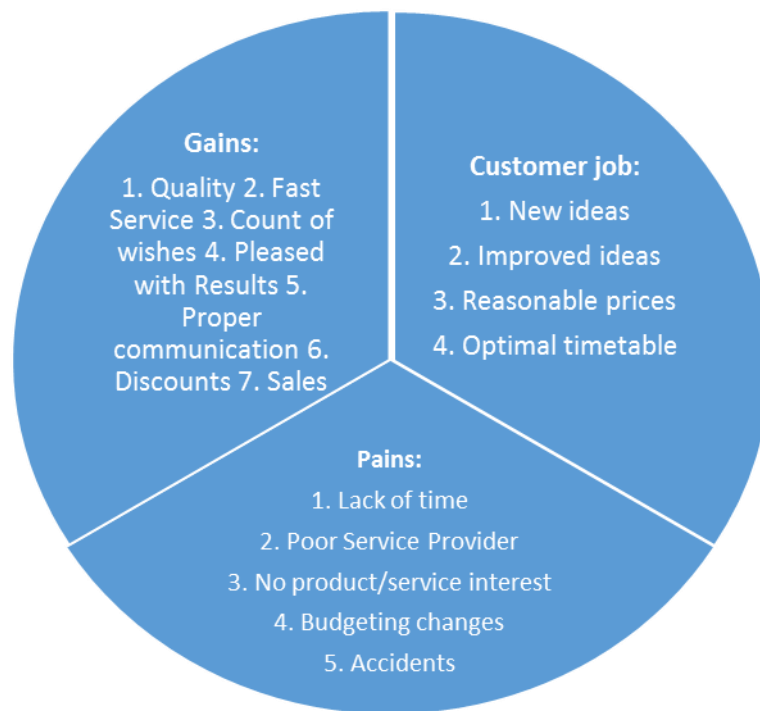 Gains:
1. Quality 2. Fast
Service 3. Count of
wishes 4. Pleased
with Results 5.
Proper
communication 6.
Discounts 7. Sales
Customer job:
1. New ideas
2. Improved ideas
3. Reasonable prices
4. Optimal timetable
Pains:
1. Lack of time
2. Poor Service Provider
3. No product/service interest
4. Budgeting changes
5. Accidents